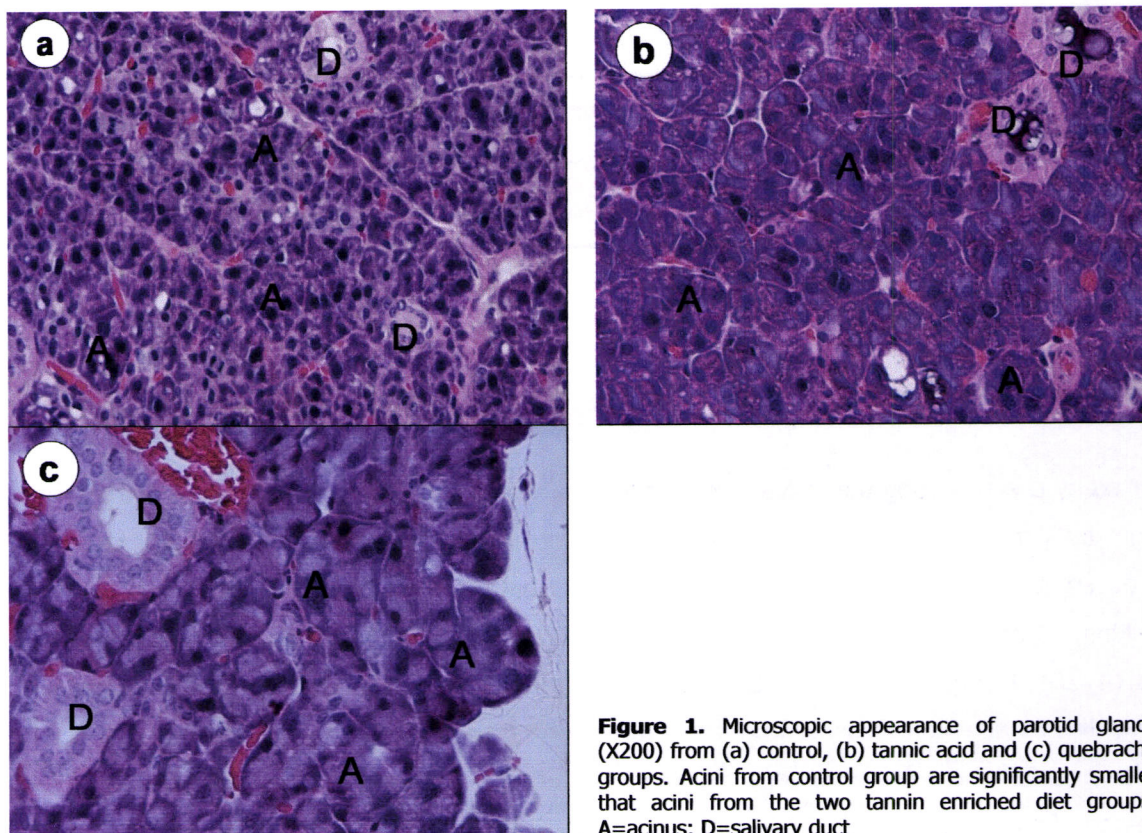 a
D
A
A
D
A
b
D
D
A
A
A
c
D
A
A
D
A
Figure 1. Microscopic appearance of parotid gland
(X200) from (a) control, (b) tannic acid and (c) quebrach
groups. Acini from control group are significantly smalle
that acini from the two tannin enriched diet group
A=acinus; D=salivary duct